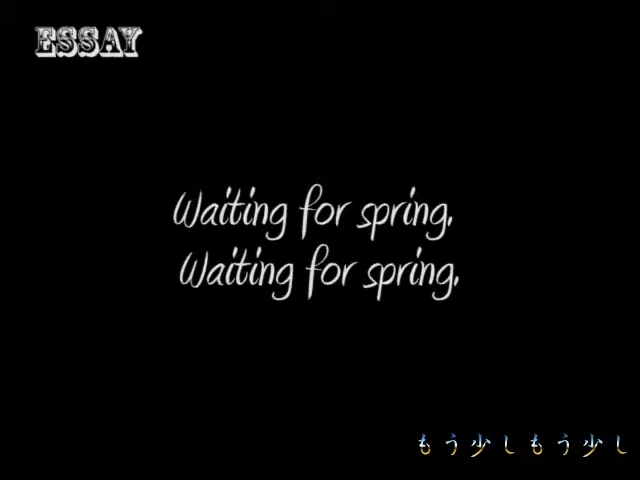 ESSAY
Waiting for spring.
Waiting for spring.
もう少しもう少し